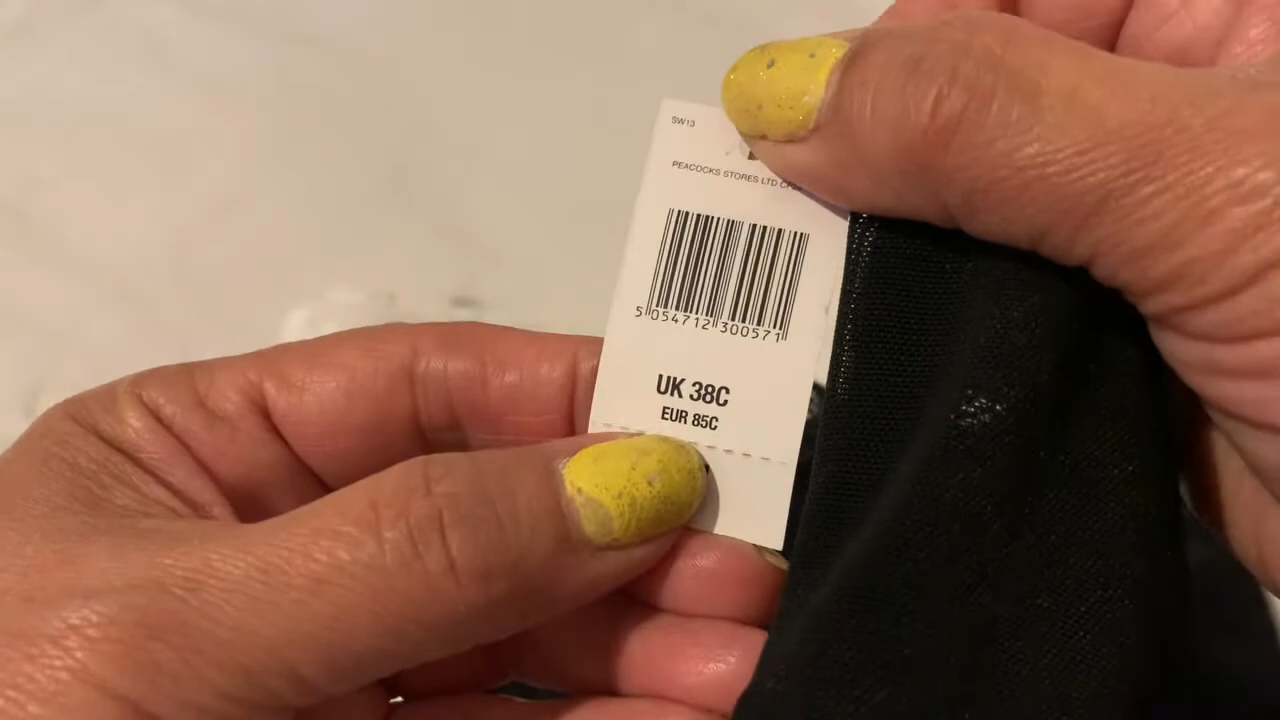 SW13
PEACOCKS STORES LTD
5 054712 300571
UK 38C
EUR 85C